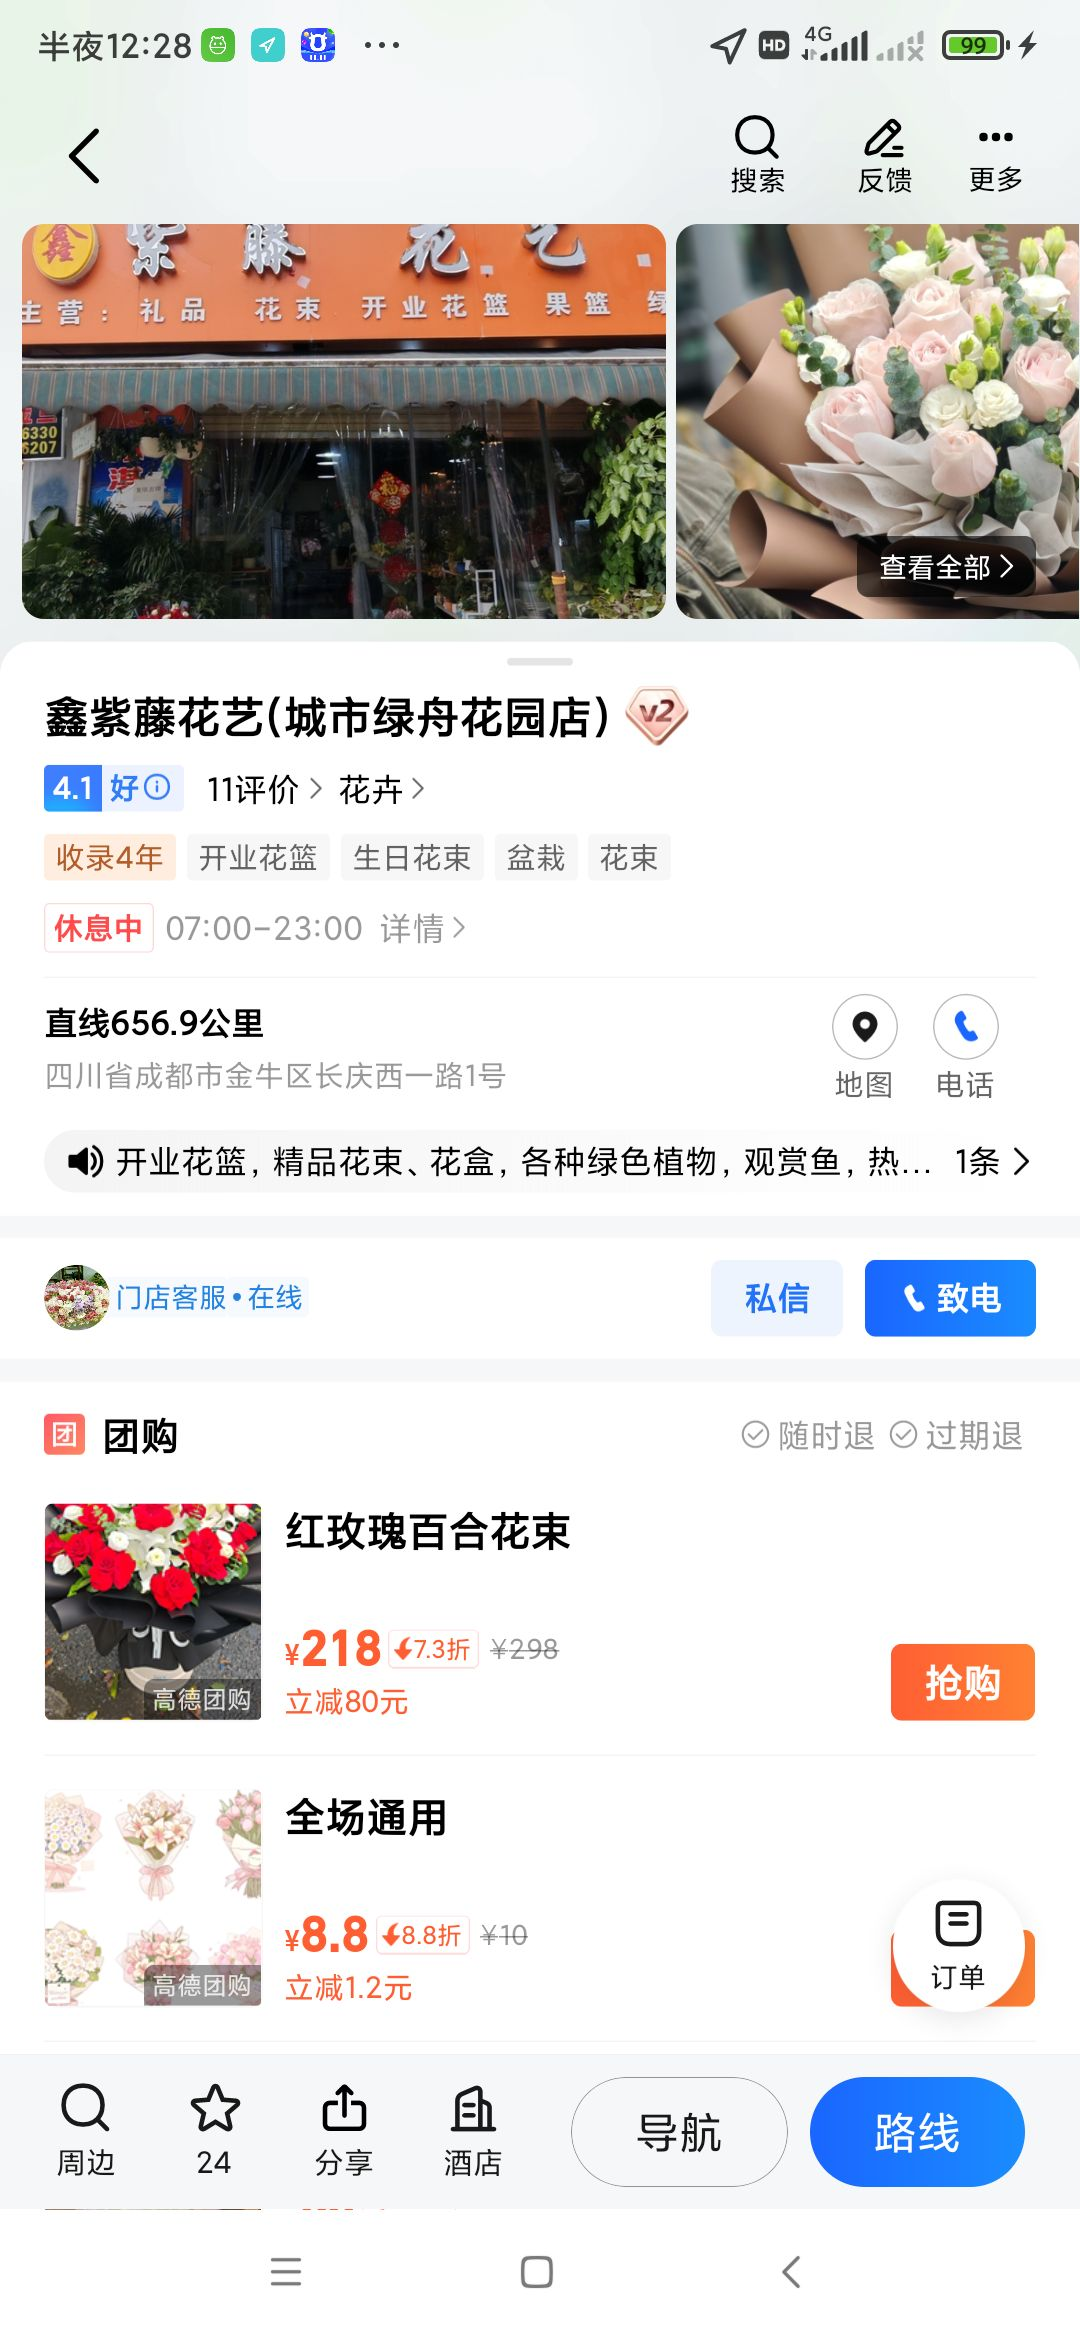 半夜12:28
HD 4G 99
搜索 反馈 更多
鑫 紫藤花艺
主营：礼品 花束 开业花篮 果篮 绿
6330
6207
查看全部
鑫紫藤花艺(城市绿舟花园店) V2
4.1 好 11评价 花卉
收录4年 开业花篮 生日花束 盆栽 花束
休息中 07:00-23:00 详情
直线656.9公里
四川省成都市金牛区长庆西一路1号
地图 电话
开业花篮，精品花束、花盒，各种绿色植物，观赏鱼，热... 1条
门店客服•在线 私信 致电
团 团购 随时退 过期退
红玫瑰百合花束
¥218 7.3折 ¥298
立减80元
抢购
高德团购
全场通用
¥8.8 8.8折 ¥10
立减1.2元
高德团购
订单
周边 24 分享 酒店 导航 路线